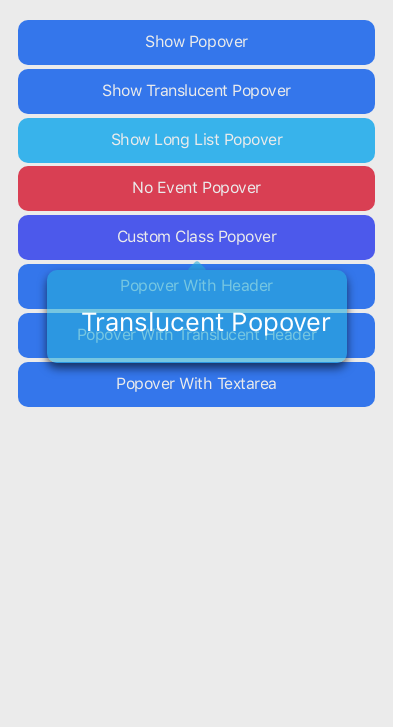 Show Popover
Show Translucent Popover
Show Long List Popover
No Event Popover
Custom Class Popover
Popover With Header
Translucent Popover
Popover With Translucent Header
Popover With Textarea